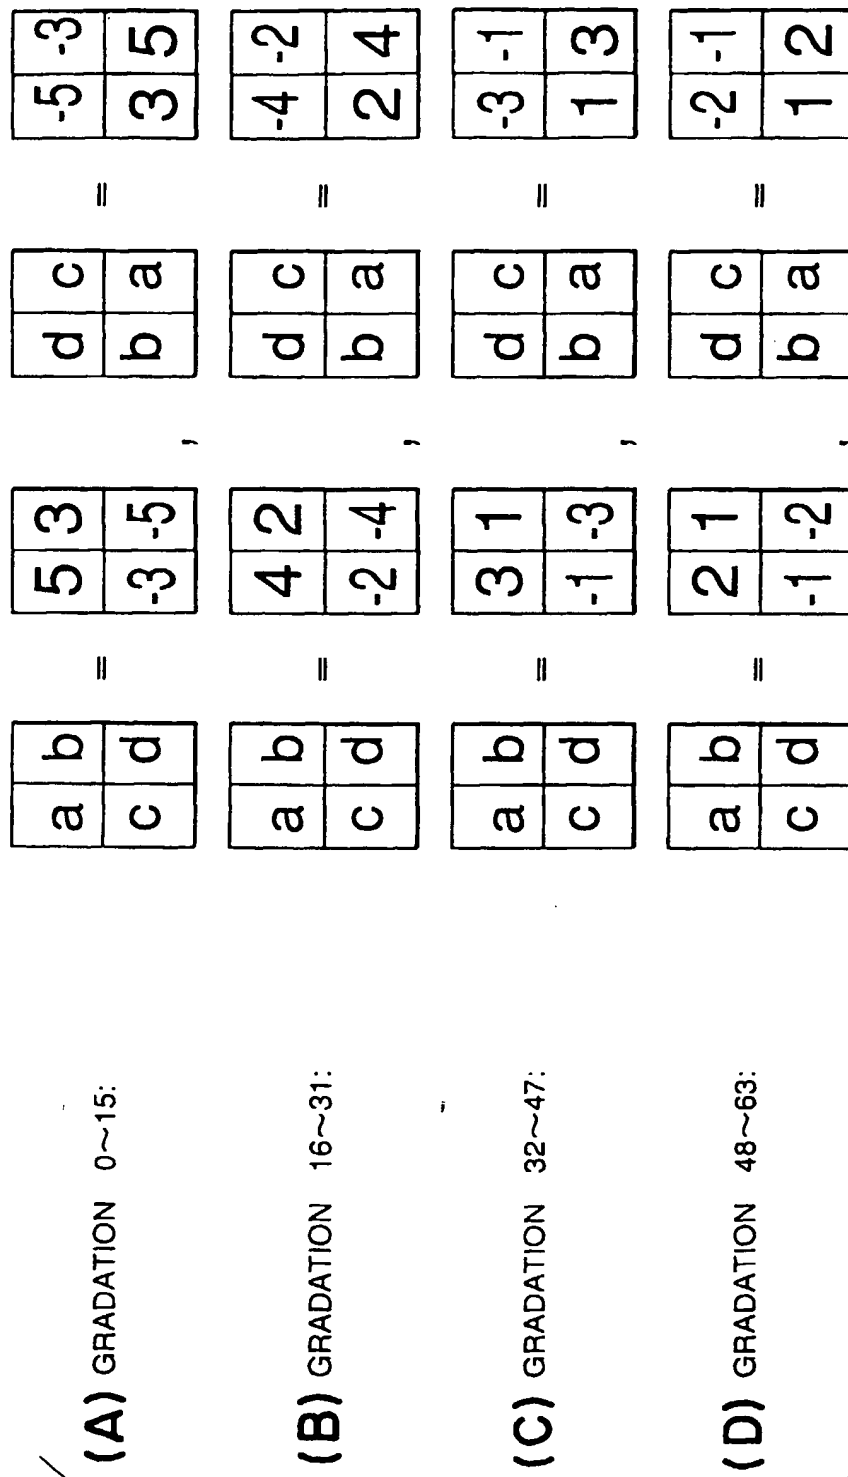 a b 5 3 d c -5 -3
(A) GRADATION 0~15: = =
c d -3 -5 , b a 3 5
a b 4 2 d c -4 -2
(B) GRADATION 16~31: = =
c d -2 -4 , b a 2 4
a b 3 1 d c -3 -1
(C) GRADATION 32~47: = =
c d -1 -3 , b a 1 3
a b 2 1 d c -2 -1
(D) GRADATION 48~63: = =
c d -1 -2 , b a 1 2